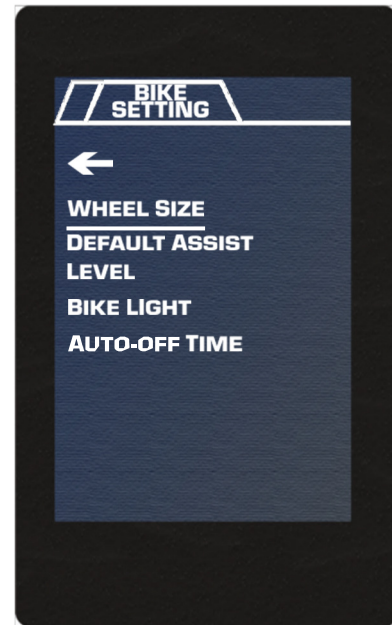 BIKE
SETTING
WHEEL SIZE
DEFAULT ASSIST
LEVEL
BIKE LIGHT
AUTO-OFF TIME